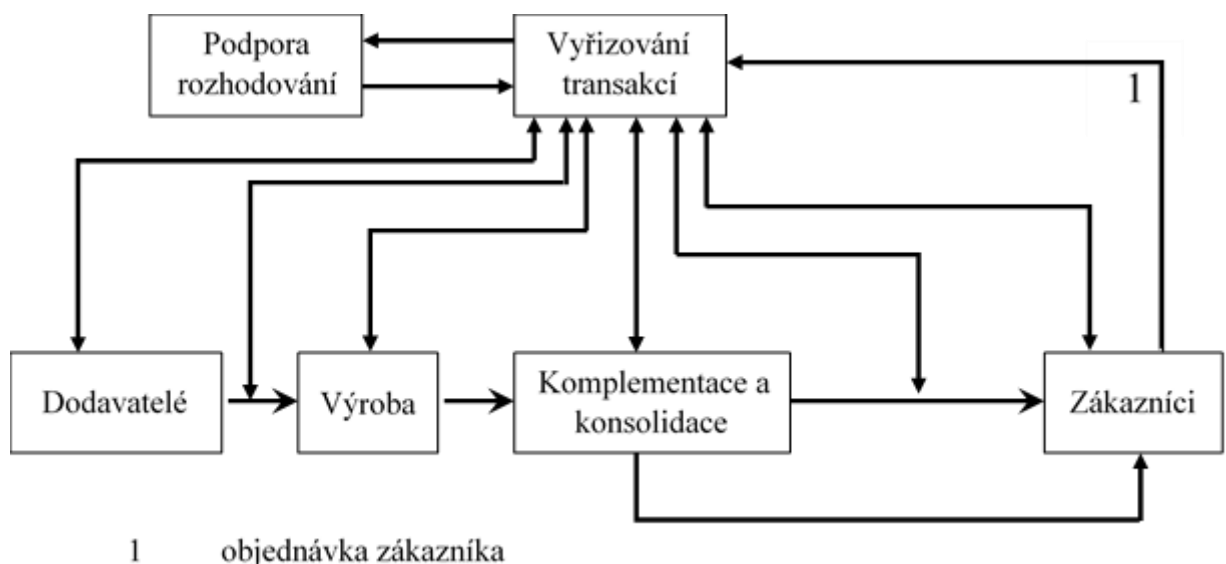 Podpora
rozhodování
Vyřizování
transakcí
1
Dodavatelé
Výroba
Komplementace a
konsolidace
Zákazníci
1 objednávka zákazníka